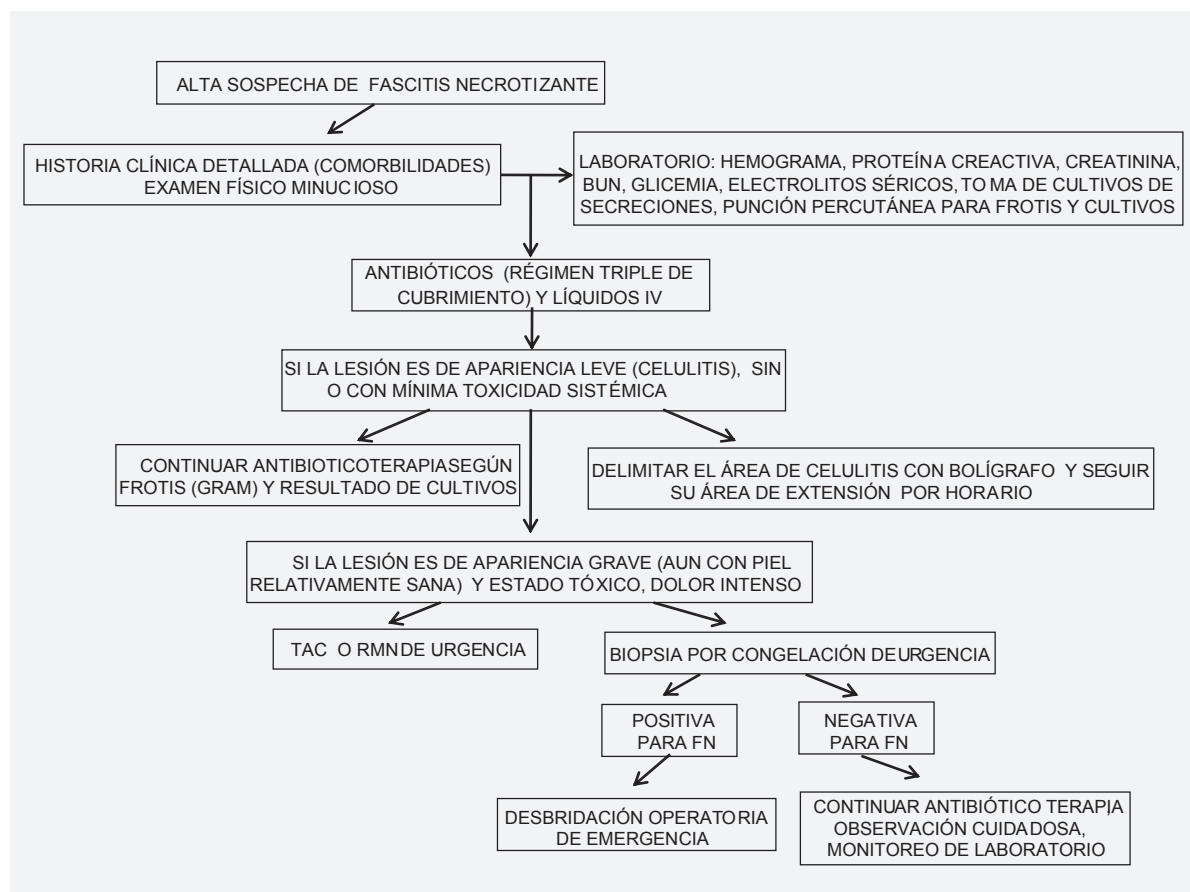 ALTA SOSPECHA DE FASCITIS NECROTIZANTE
HISTORIA CLÍNICA DETALLADA (COMORBILIDADES)
EXAMEN FÍSICO MINUCIOSO
LABORATORIO: HEMOGRAMA, PROTEÍNA CREACTIVA, CREATININA,
BUN, GLICEMIA, ELECTROLITOS SÉRICOS, TO MA DE CULTIVOS DE
SECRECIONES, PUNCIÓN PERCUTÁNEA PARA FROTIS Y CULTIVOS
ANTIBIÓTICOS (RÉGIMEN TRIPLE DE
CUBRIMIENTO) Y LÍQUIDOS IV
SI LA LESIÓN ES DE APARIENCIA LEVE (CELULITIS), SIN
O CON MÍNIMA TOXICIDAD SISTÉMICA
CONTINUAR ANTIBIOTICOTERAPIASEGÚN
FROTIS (GRAM) Y RESULTADO DE CULTIVOS
DELIMITAR EL ÁREA DE CELULITIS CON BOLÍGRAFO Y SEGUIR
SU ÁREA DE EXTENSIÓN POR HORARIO
SI LA LESIÓN ES DE APARIENCIA GRAVE (AUN CON PIEL
RELATIVAMENTE SANA) Y ESTADO TÓXICO, DOLOR INTENSO
TAC O RMNDE URGENCIA
BIOPSIA POR CONGELACIÓN DEURGENCIA
POSITIVA
PARA FN
NEGATIVA
PARA FN
DESBRIDACIÓN OPERATORIA
DE EMERGENCIA
CONTINUAR ANTIBIÓTICO TERAPIA,
OBSERVACIÓN CUIDADOSA,
MONITOREO DE LABORATORIO